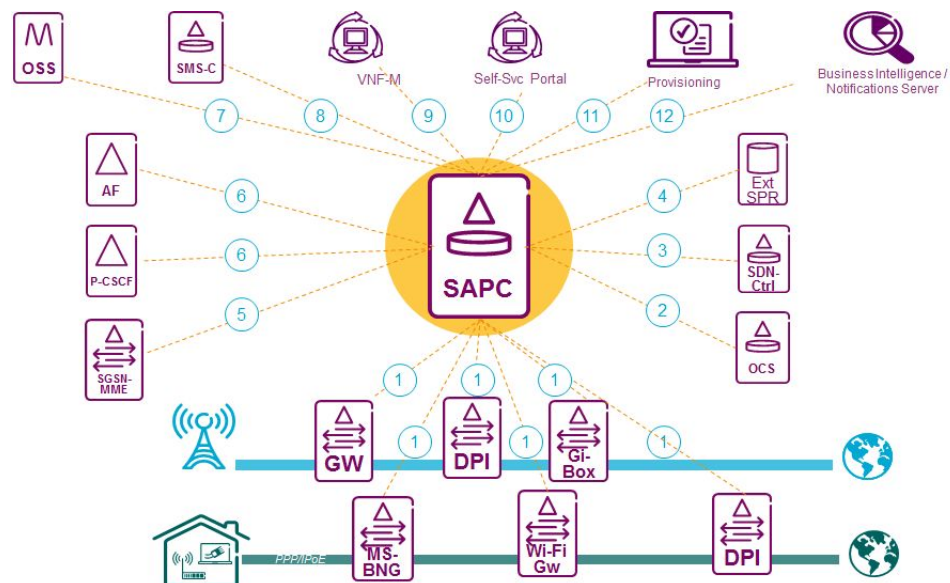 OSS
SMS-C
VNF-M
Self-Svc Portal
Provisioning
Business Intelligence /
Notifications Server
7
8
9
10
11
12
AF
6
4
Ext
SPR
P-CSCF
6
SAPC
3
SDN-
Ctrl
SGSN-
MME
5
2
OCS
1
1
1
GW
1
DPI
1
Gi-
Box
1
PPP/IPoE
MS-
BNG
Wi-Fi
Gw
DPI